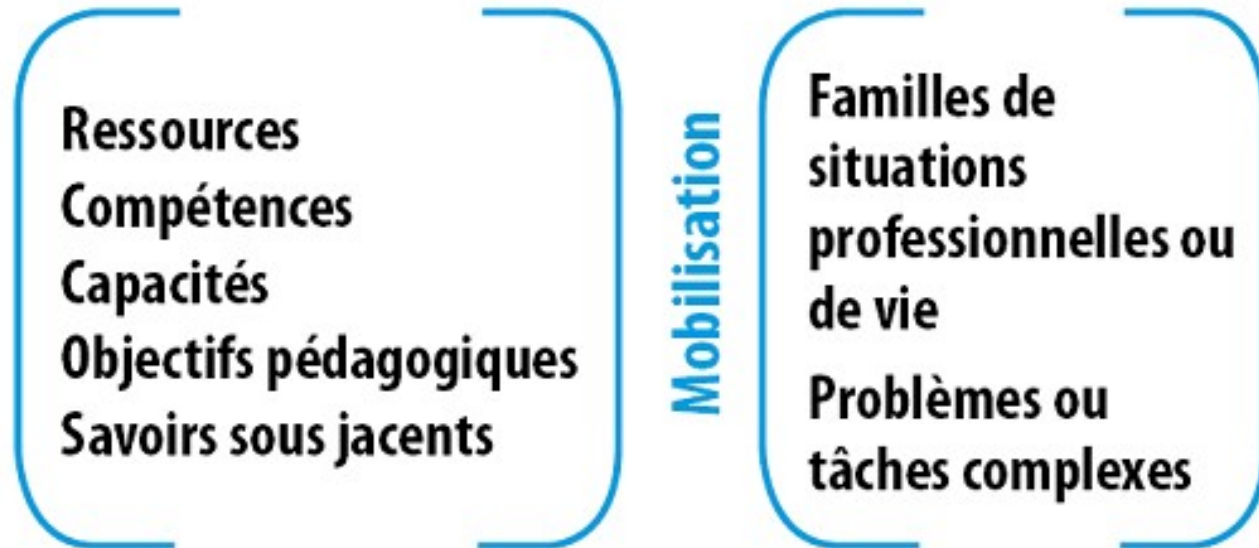 Ressources
Compétences
Capacités
Objectifs pédagogiques
Savoirs sous jacents
Mobilisation
Familles de
situations
professionnelles ou
de vie
Problèmes ou
tâches complexes